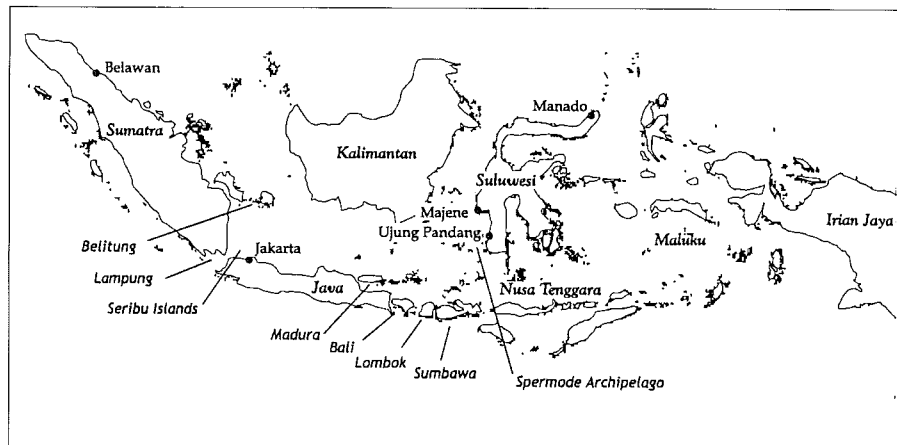 Belawan
Manado
Sumatra
Kalimantan
Suluwesi
Majene
Ujung Pandang
Irian Jaya
Maluku
Belitung
Jakarta
Lampung
Nusa Tenggara
Java
Seribu Islands
Madura
Bali
Lombok
Sumbawa
Spermode Archipelago